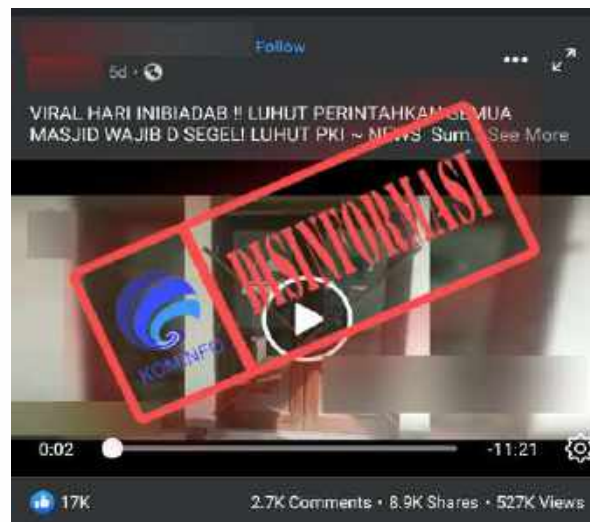 Follow
5d
VIRAL HARI INIBIADAB !! LUHUT PERINTAHKAN SEMUA
MASJID WAJIB D SEGEL! LUHUT PKI ~ NEWS Sum... See More
DISINFORMASI
KOMINFO
0:02
-11:21
17K
2.7K Comments • 8.9K Shares • 527K Views